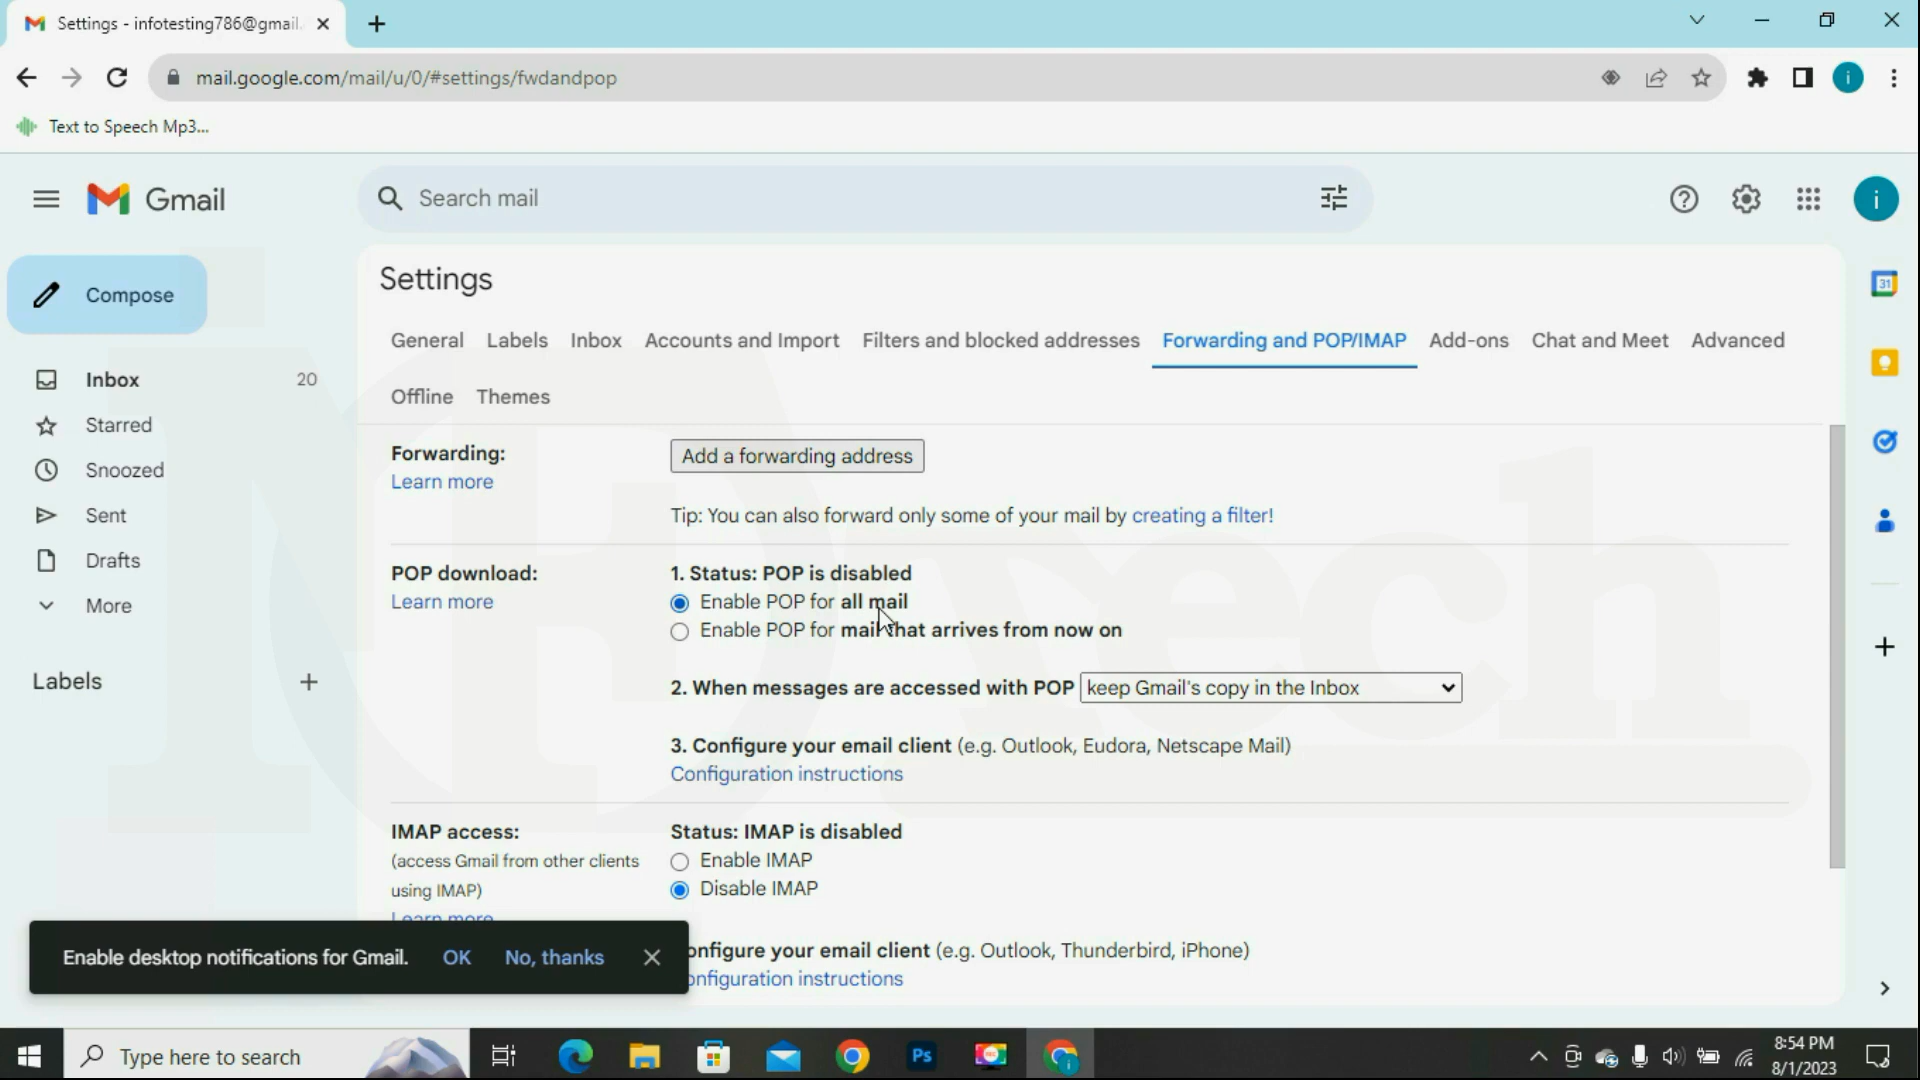 Settings - infotesting786@gmail.
mail.google.com/mail/u/0/#settings/fwdandpop
i
Text to Speech Mp3...
Gmail
Search mail
i
Compose
Inbox 20
Starred
Snoozed
Sent
Drafts
More
Labels
Settings
General Labels Inbox Accounts and Import Filters and blocked addresses Forwarding and POP/IMAP Add-ons Chat and Meet Advanced
Offline Themes
Forwarding: Add a forwarding address
Learn more
Tip: You can also forward only some of your mail by creating a filter!
POP download: 1. Status: POP is disabled
Learn more Enable POP for all mail
Enable POP for mail that arrives from now on
2. When messages are accessed with POP keep Gmail's copy in the Inbox
3. Configure your email client (e.g. Outlook, Eudora, Netscape Mail)
Configuration instructions
IMAP access: Status: IMAP is disabled
(access Gmail from other clients Enable IMAP
using IMAP) Disable IMAP
Learn more
Configure your email client (e.g. Outlook, Thunderbird, iPhone)
Configuration instructions
Enable desktop notifications for Gmail. OK No, thanks
31
Tech
Type here to search
Ps
8:54 PM
8/1/2023